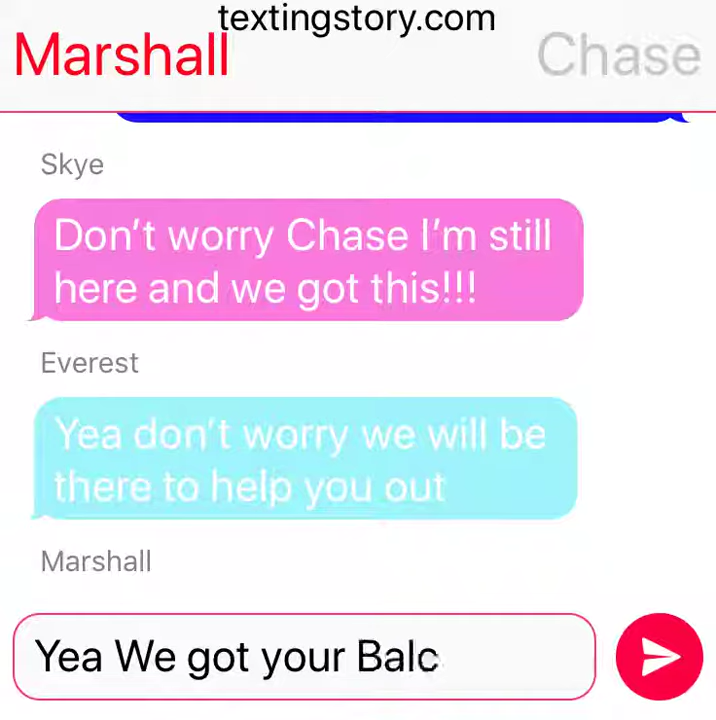 textingstory.com
Marshall Chase
Skye
Don't worry Chase I'm still
here and we got this!!!
Everest
Yea don't worry we will be
there to help you out
Marshall
Yea We got your Balc